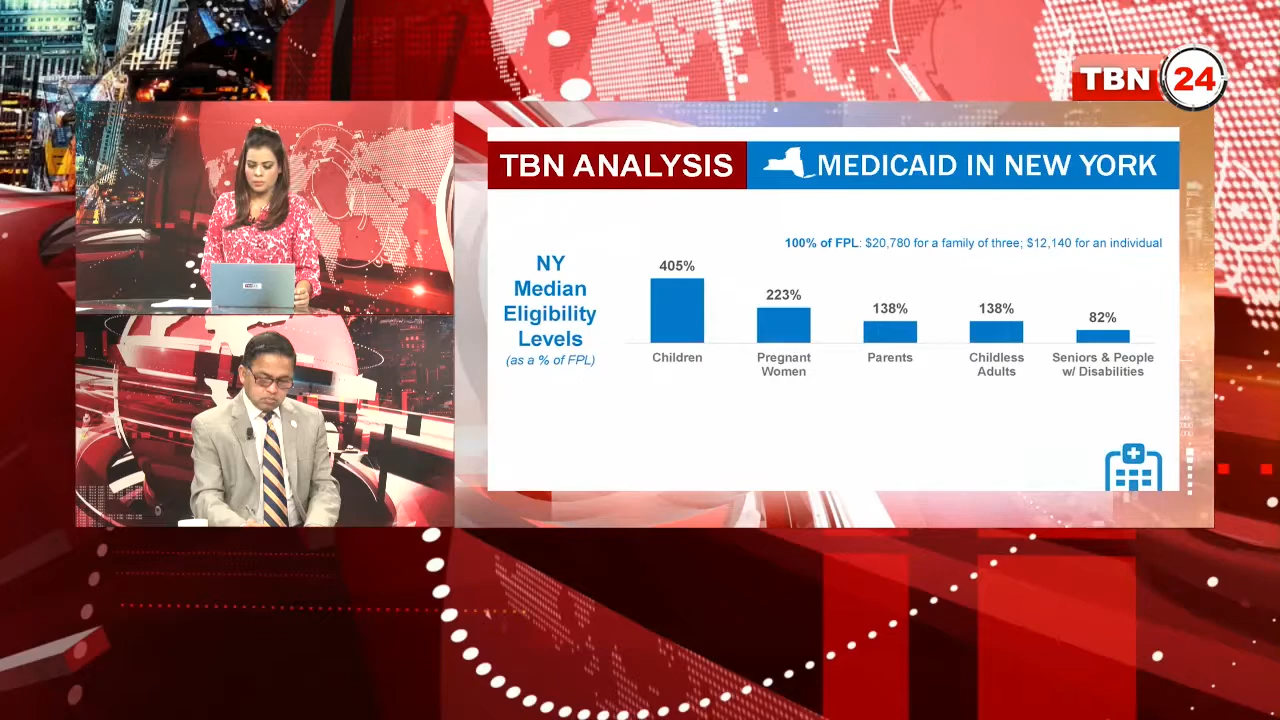 TBN 24
TBN ANALYSIS
MEDICAID IN NEW YORK
100% of FPL: $20,780 for a family of three; $12,140 for an individual
NY
Median
Eligibility
Levels
(as a % of FPL)
405%
223%
138%
138%
82%
Children
Pregnant
Women
Parents
Childless
Adults
Seniors & People
w/ Disabilities